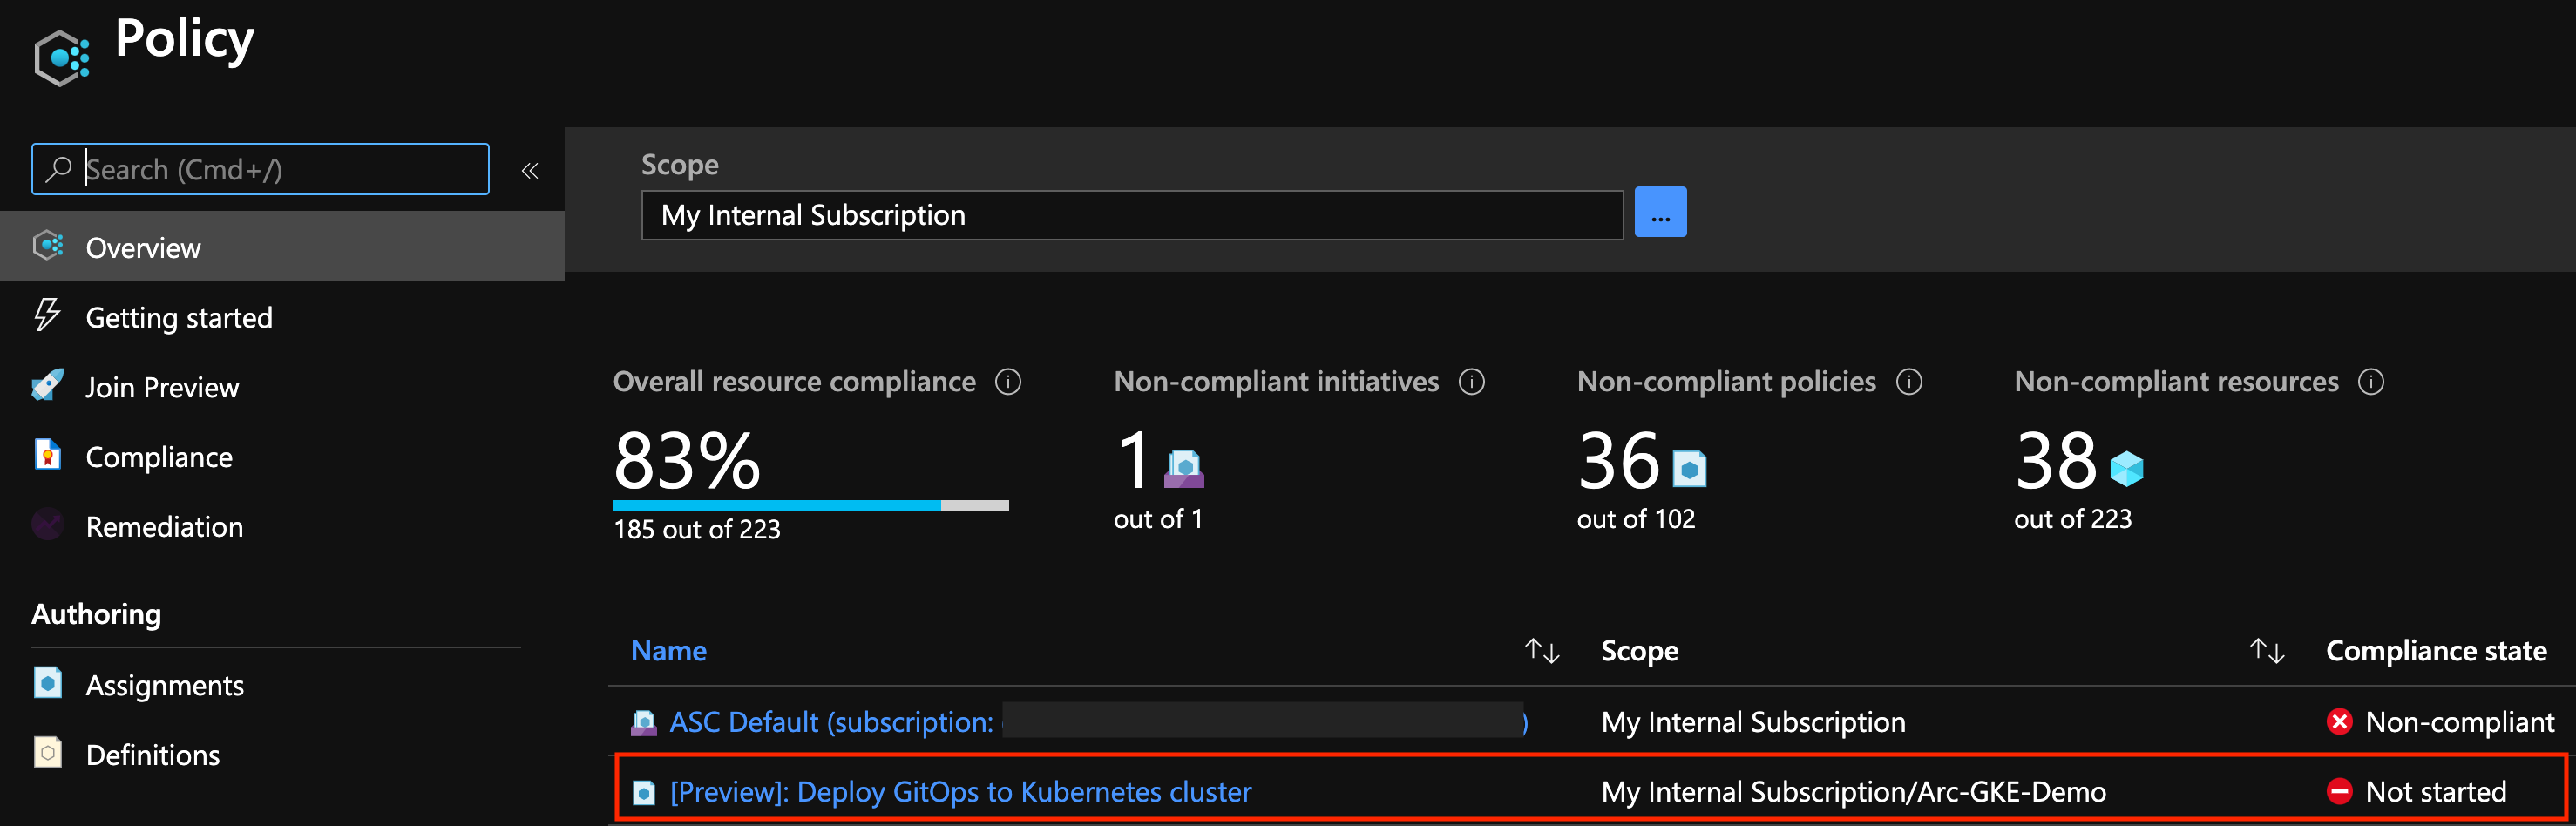 Policy
Search (Cmd+/)
«
Overview
Getting started
Join Preview
Compliance
Remediation
Authoring
Assignments
Definitions
Scope
My Internal Subscription
...
Overall resource compliance
83%
185 out of 223
Non-compliant initiatives
1
out of 1
Non-compliant policies
36
out of 102
Non-compliant resources
38
out of 223
Name Scope Compliance state
ASC Default (subscription: ) My Internal Subscription Non-compliant
[Preview]: Deploy GitOps to Kubernetes cluster My Internal Subscription/Arc-GKE-Demo Not started